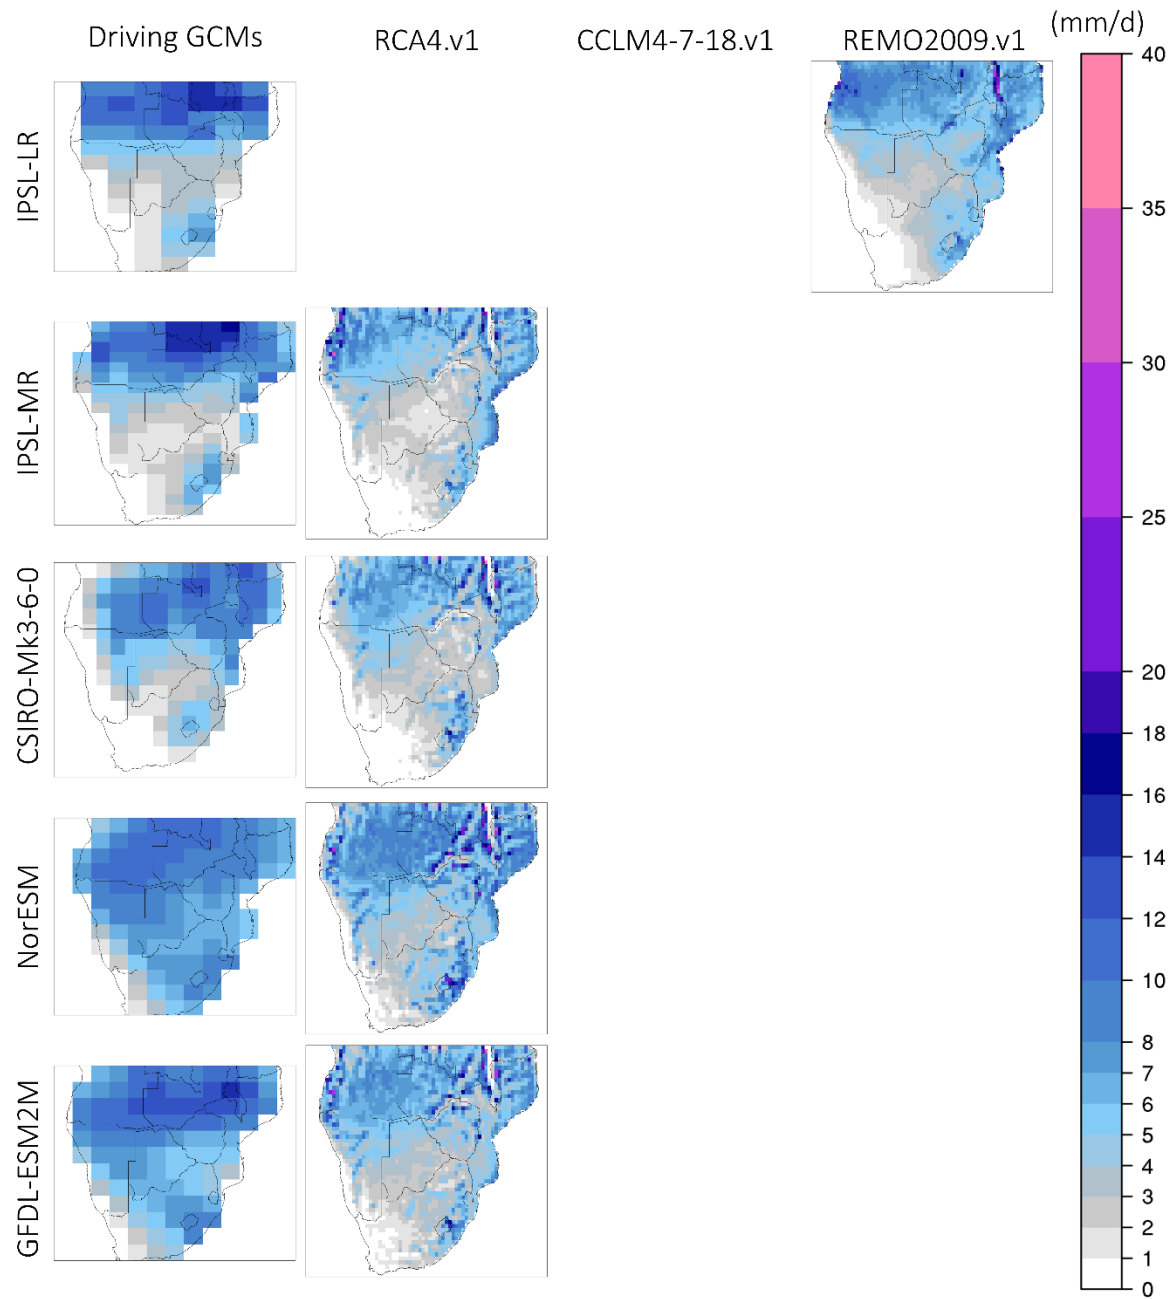 Driving GCMs
RCA4.v1
CCLM4-7-18.v1
REMO2009.v1
(mm/d)
IPSL-LR
IPSL-MR
CSIRO-Mk3-6-0
NorESM
GFDL-ESM2M
40
35
30
25
20
18
16
14
12
10
8
7
6
5
4
3
2
1
0